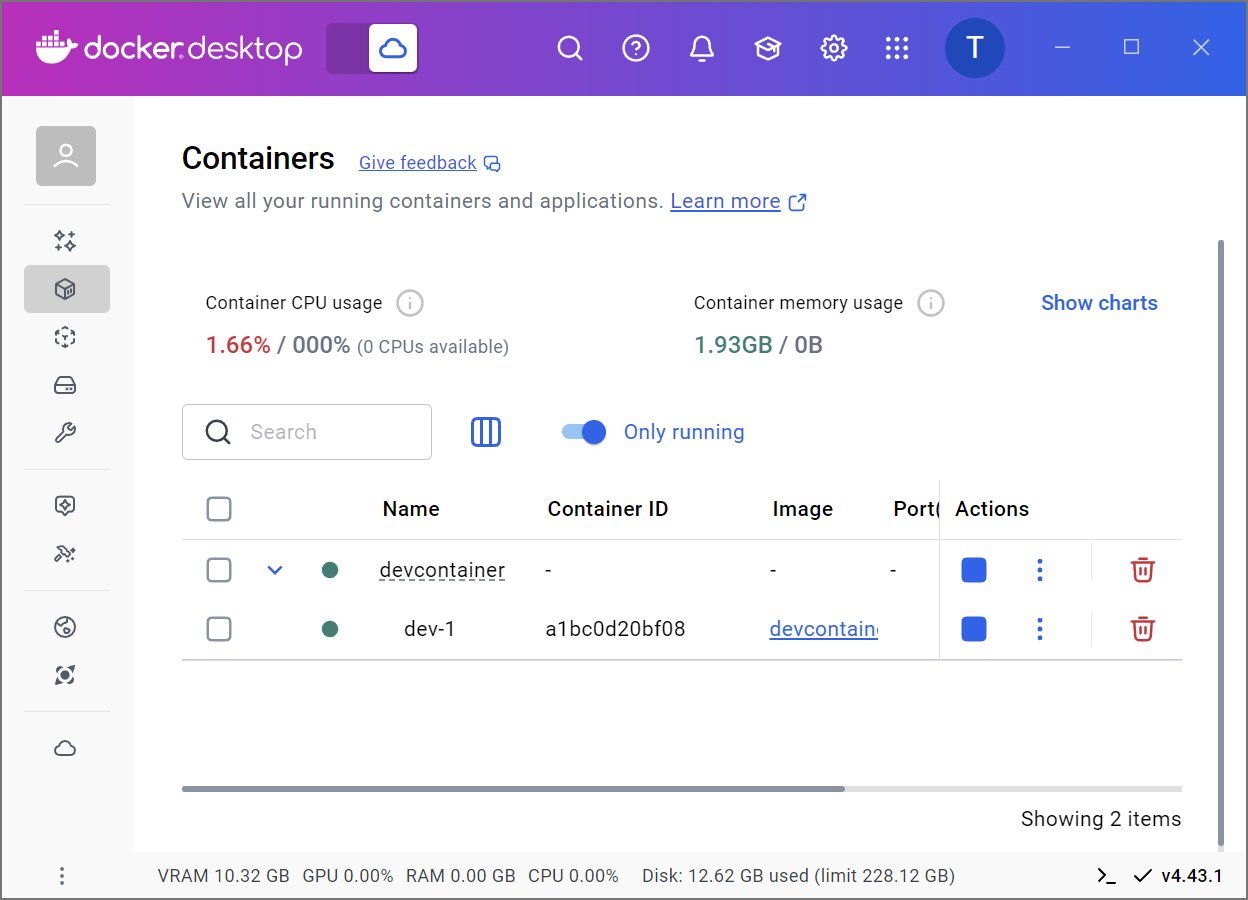 docker desktop
T
Containers Give feedback
View all your running containers and applications. Learn more
Container CPU usage
1.66% / 000% (0 CPUs available)
Container memory usage
1.93GB / 0B
Show charts
Search
Only running
Name Container ID Image Port( Actions
devcontainer - - -
dev-1 a1bc0d20bf08 devcontain
Showing 2 items
VRAM 10.32 GB GPU 0.00% RAM 0.00 GB CPU 0.00% Disk: 12.62 GB used (limit 228.12 GB) v4.43.1